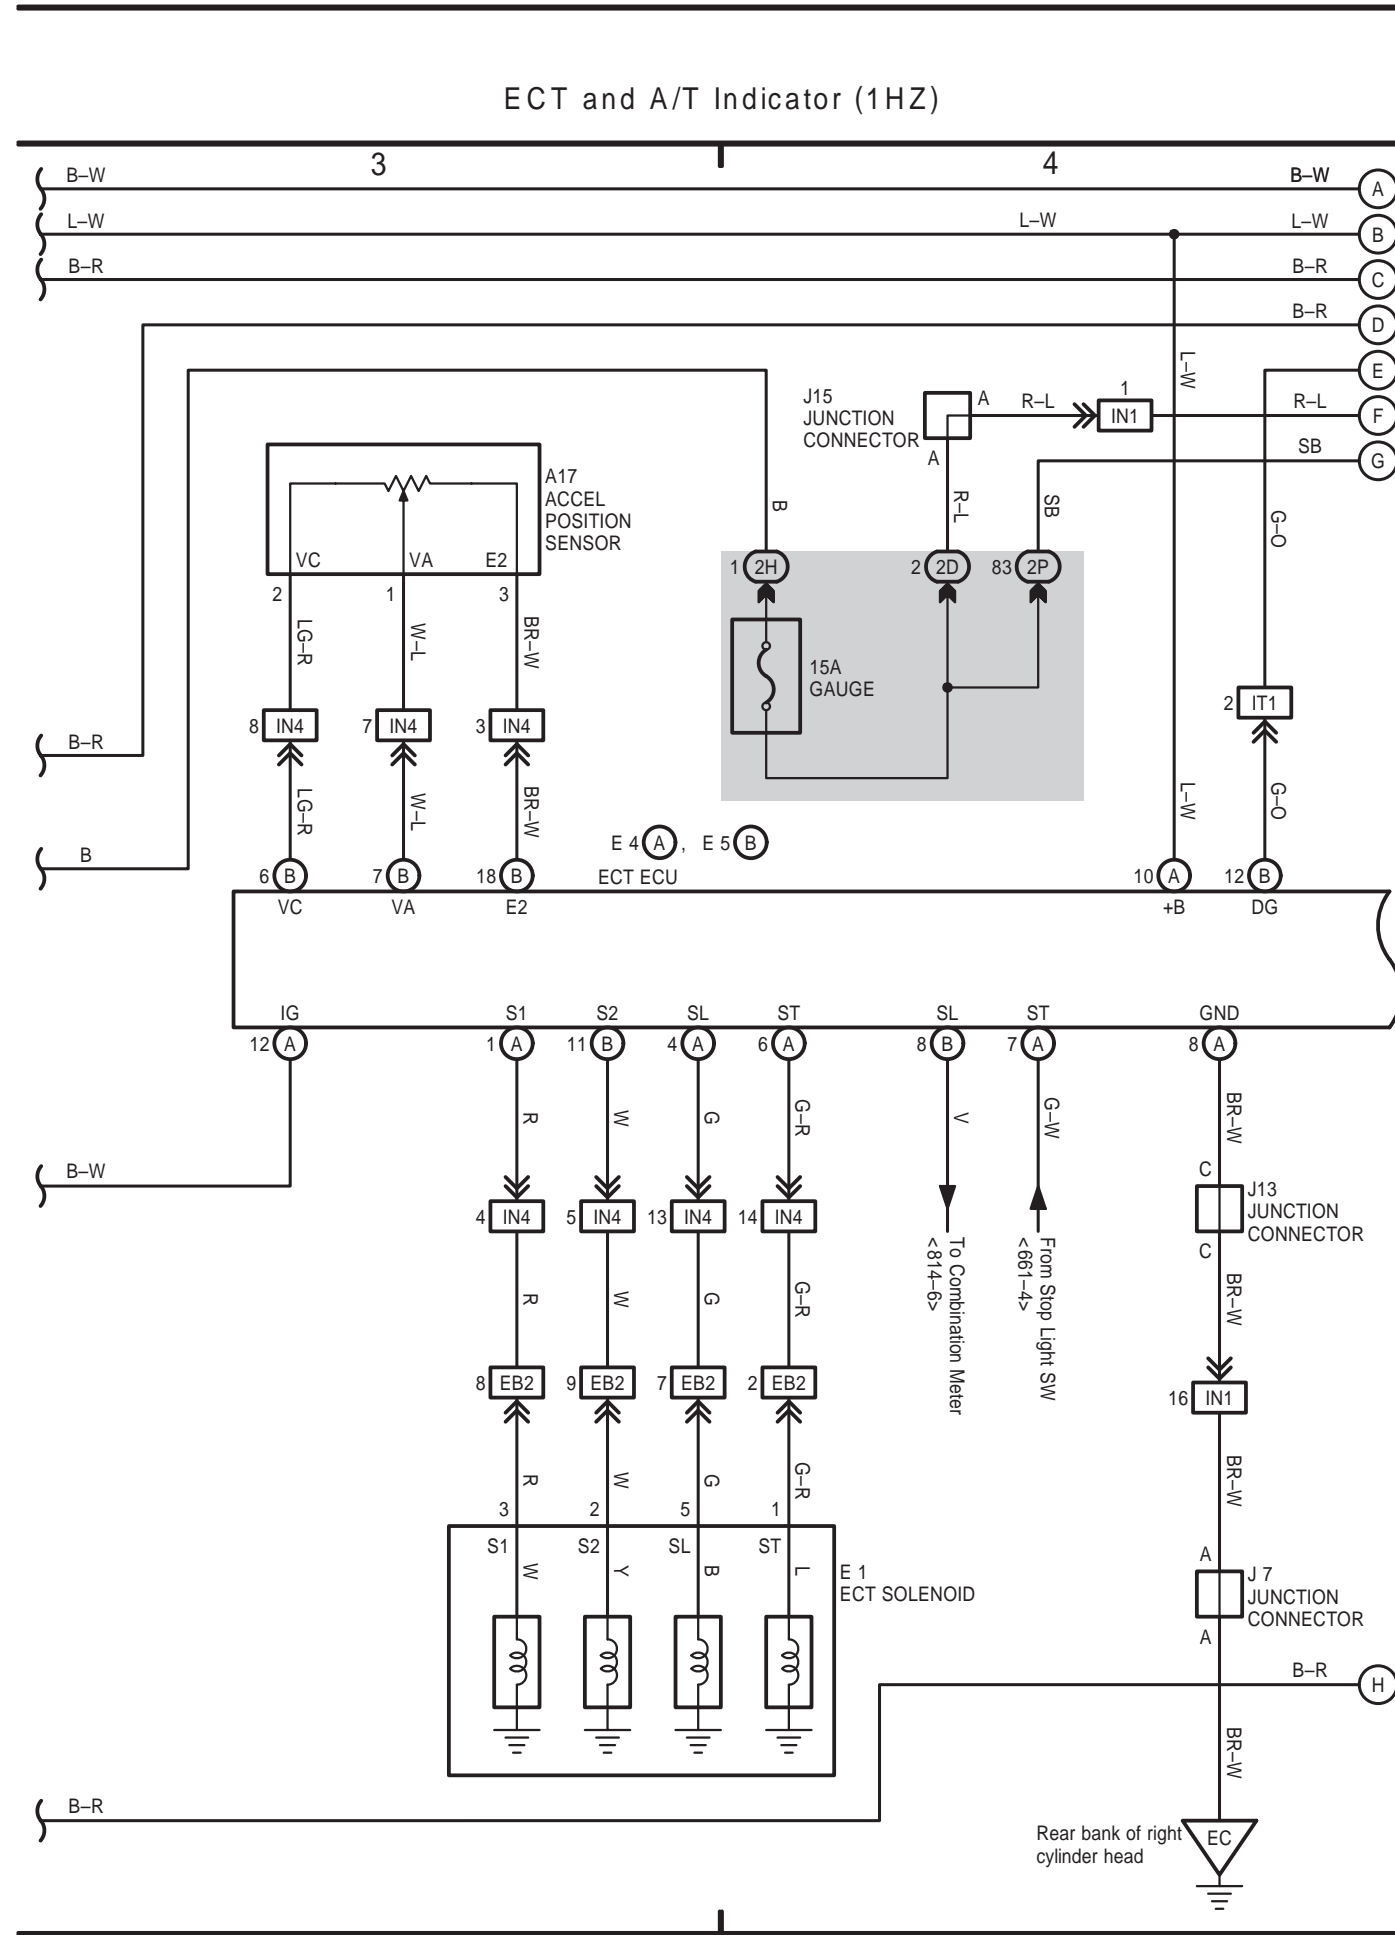 ECT and A/T Indicator (1HZ)
3
4
B–W
B–W
A
L–W
L–W
L–W
B
B–R
B–R
C
B–R
D
L–W
E
J15
JUNCTION
CONNECTOR
A
R–L
1
IN1
R–L
F
A
SB
G
A17
ACCEL
POSITION
SENSOR
B
R–L
SB
G–O
VC
VA
E2
1
2H
2
2D
83
2P
2
1
3
LG–R
W–L
BR–W
15A
GAUGE
8
IN4
7
IN4
3
IN4
2
IT1
B–R
LG–R
W–L
BR–W
L–W
G–O
E 4
A
,
E 5
B
B
6
B
7
B
18
B
ECT ECU
10
A
12
B
VC
VA
E2
+B
DG
IG
S1
S2
SL
ST
SL
ST
GND
12
A
1
A
11
B
4
A
6
A
8
B
7
A
8
A
R
W
G
G–R
V
G–W
BR–W
B–W
C
J13
JUNCTION
CONNECTOR
4
IN4
5
IN4
13
IN4
14
IN4
C
To Combination Meter
<814–6>
From Stop Light SW
<661–4>
R
W
G
G–R
BR–W
8
EB2
9
EB2
7
EB2
2
EB2
16
IN1
R
W
G
G–R
BR–W
3
2
5
1
S1
S2
SL
ST
W
Y
B
L
E 1
ECT SOLENOID
A
J 7
JUNCTION
CONNECTOR
A
B–R
H
BR–W
B–R
Rear bank of right
cylinder head
EC